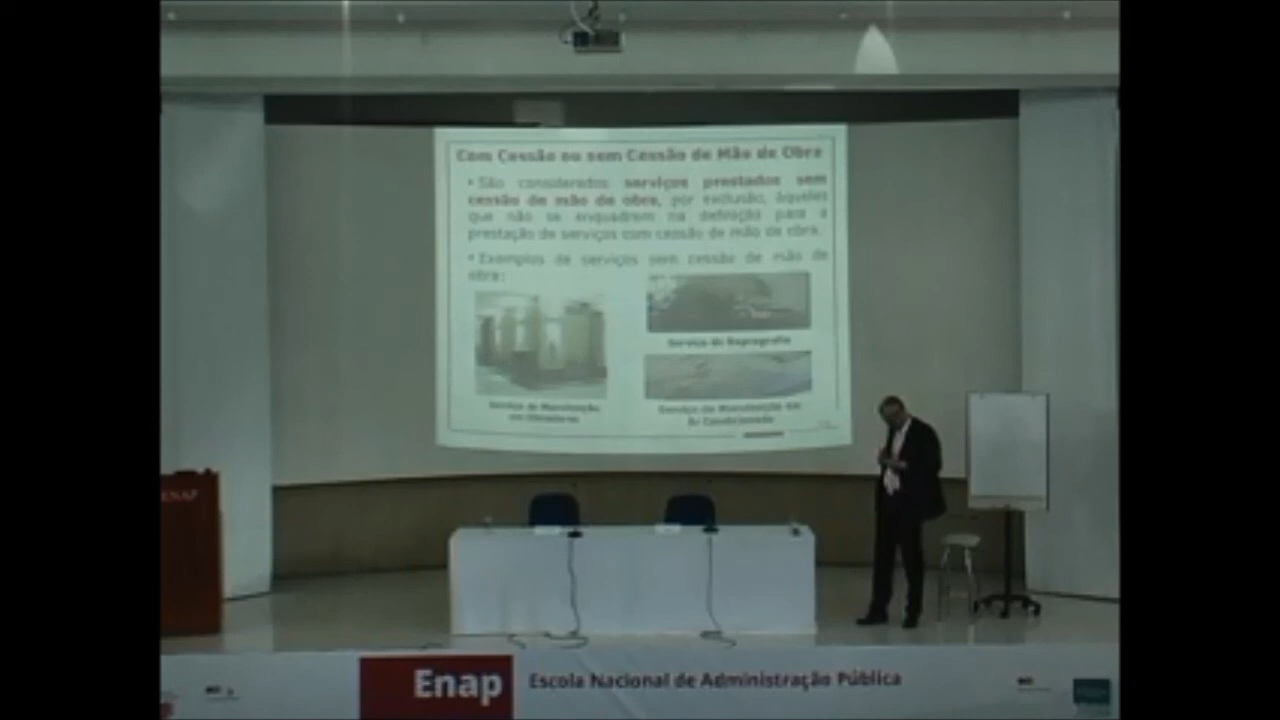 Com Cessão ou sem Cessão de Mão de Obra
• São considerados serviços prestados sem
cessão de mão de obra, por exclusão, àqueles
que não se enquadrem na definição para a
prestação de serviços com cessão de mão de obra.
• Exemplos de serviços sem cessão de mão de
obra:
Serviço de Reprografia
Serviço de Manutenção
em Elevadores
Serviço de Manutenção em
Ar Condicionado
ENAP
Enap
Escola Nacional de Administração Pública